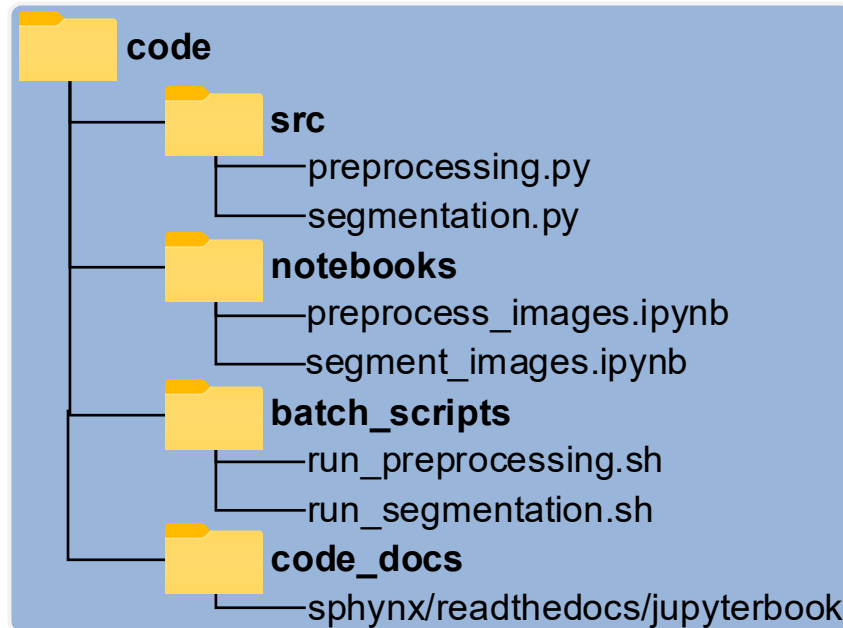 code
src
preprocessing.py
segmentation.py
notebooks
preprocess_images.ipynb
segment_images.ipynb
batch_scripts
run_preprocessing.sh
run_segmentation.sh
code_docs
sphynx/readthedocs/jupyterbook